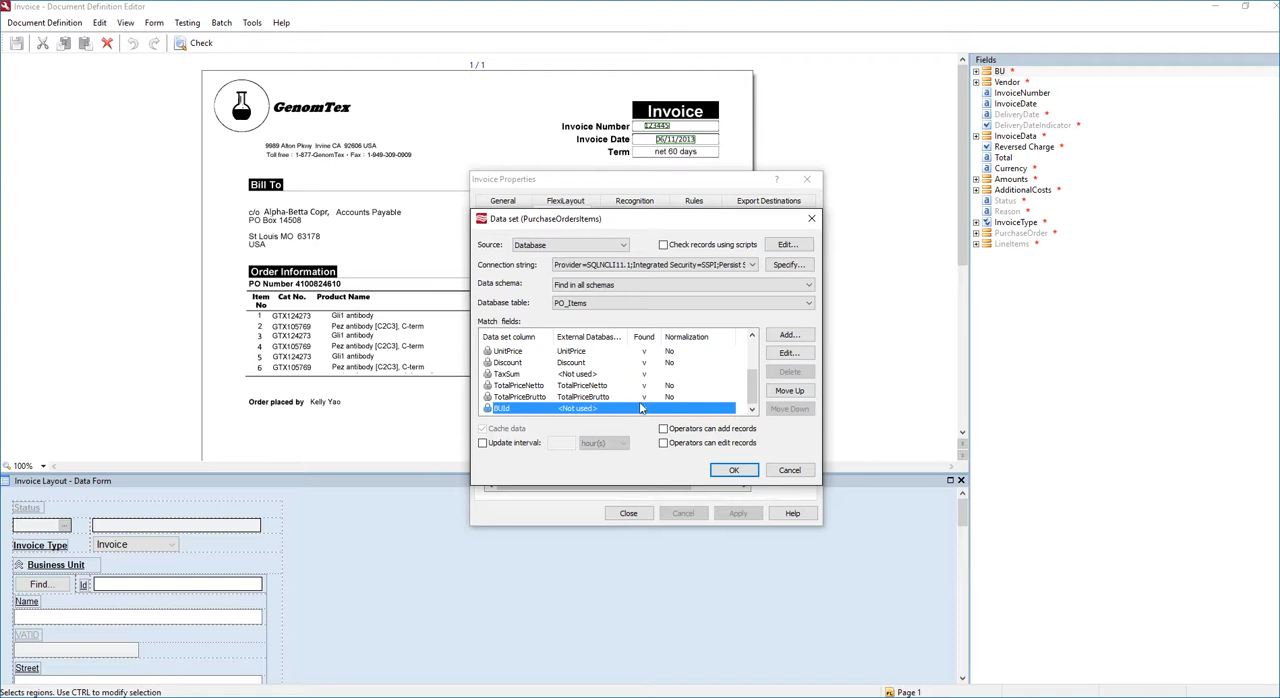 Invoice - Document Definition Editor
Document Definition Edit View Form Testing Batch Tools Help
Check
1 / 1
GenomTex
9989 Alton Pkwy Irvine CA 92606 USA
Toll free : 1-877-GenomTex • Fax : 1-949-309-0909
Invoice
Invoice Number 123445
Invoice Date 06/11/2013
Term net 60 days
Bill To
c/o Alpha-Betta Copr, Accounts Payable
PO Box 14508
St Louis MO 63178
USA
Order Information
PO Number 4100824610
Item No Cat No. Product Name
1 GTX124273 Gli1 antibody
2 GTX105769 Pez antibody [C2C3], C-term
3 GTX124273 Gli1 antibody
4 GTX105769 Pez antibody [C2C3], C-term
5 GTX124273 Gli1 antibody
6 GTX105769 Pez antibody [C2C3], C-term
Order placed by Kelly Yao
Invoice Properties ?
General FlexiLayout Recognition Rules Export Destinations
Data set (PurchaseOrdersItems)
Source: Database Check records using scripts Edit...
Connection string: Provider=SQLNCLI11.1;Integrated Security=SSPI;Persist S Specify...
Data schema: Find in all schemas
Database table: PO_Items
Match fields:
Data set column External Databas... Found Normalization
UnitPrice UnitPrice v No
Discount Discount v No
TaxSum <Not used> v
TotalPriceNetto TotalPriceNetto v No
TotalPriceBrutto TotalPriceBrutto v No
BUId <Not used>
Add...
Edit...
Delete
Move Up
Move Down
Cache data Operators can add records
Update interval: hour(s) Operators can edit records
OK Cancel
Close Cancel Apply Help
Fields
BU *
Vendor *
InvoiceNumber
InvoiceDate
DeliveryDate *
DeliveryDateIndicator *
InvoiceData *
Reversed Charge *
Total
Currency *
Amounts *
AdditionalCosts *
Status *
Reason *
InvoiceType *
PurchaseOrder *
LineItems *
100%
Invoice Layout - Data Form
Status
...
Invoice Type Invoice
Business Unit
Find... Id
Name
VATID
Street
Selects regions. Use CTRL to modify selection
Page 1